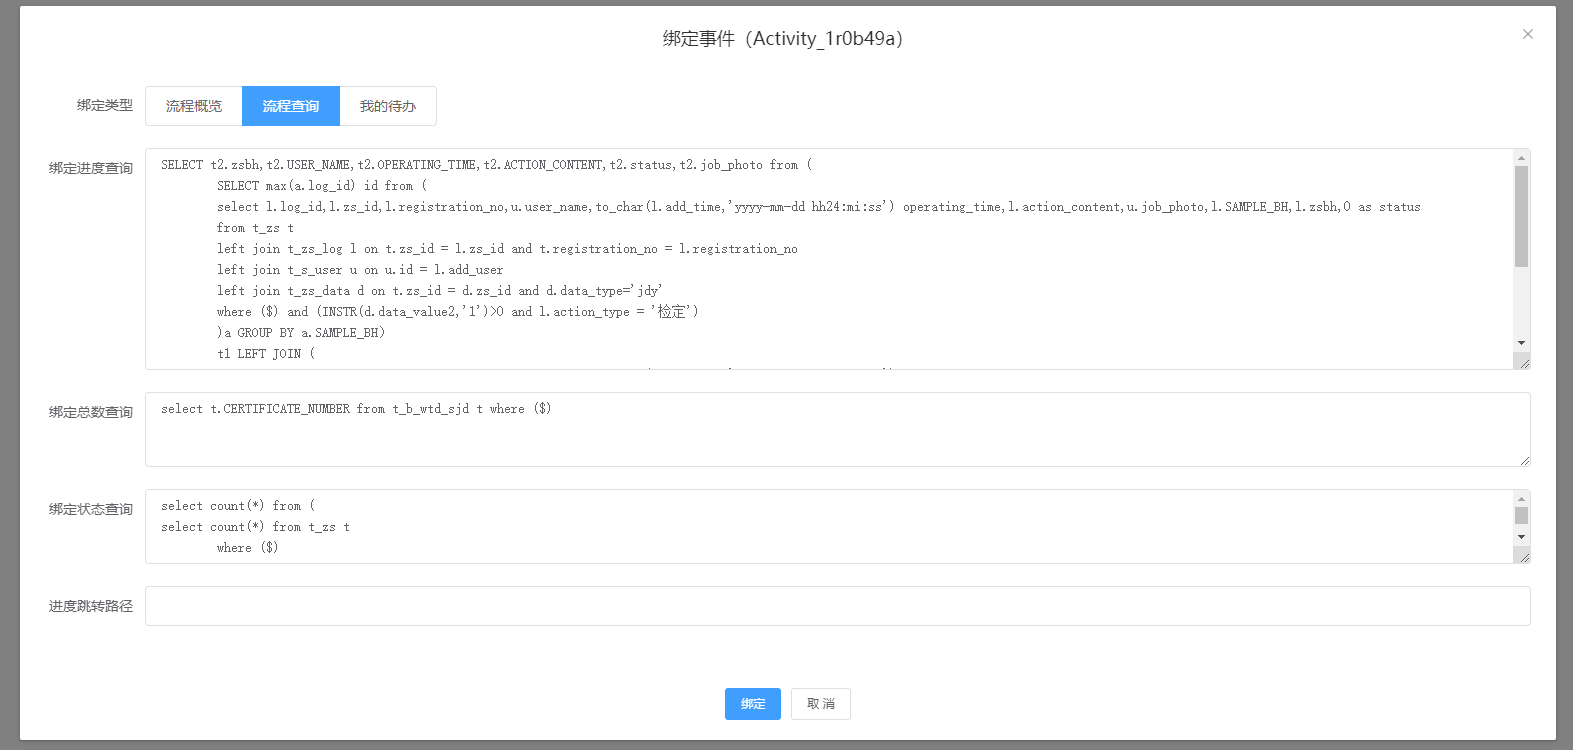 绑定事件（Activity_1r0b49a）
绑定类型
流程概览 流程查询 我的待办
绑定进度查询
SELECT t2.zsbh,t2.USER_NAME,t2.OPERATING_TIME,t2.ACTION_CONTENT,t2.status,t2.job_photo from (
SELECT max(a.log_id) id from (
select l.log_id,l.zs_id,l.registration_no,u.user_name,to_char(l.add_time,'yyyy-mm-dd hh24:mi:ss') operating_time,l.action_content,u.job_photo,l.SAMPLE_BH,l.zsbh,0 as status
from t_zs t
left join t_zs_log l on t.zs_id = l.zs_id and t.registration_no = l.registration_no
left join t_s_user u on u.id = l.add_user
left join t_zs_data d on t.zs_id = d.zs_id and d.data_type='jdy'
where ($) and (INSTR(d.data_value2,'1')>0 and l.action_type = '检定')
)a GROUP BY a.SAMPLE_BH)
t1 LEFT JOIN (
绑定总数查询
select t.CERTIFICATE_NUMBER from t_b_wtd_sjd t where ($)
绑定状态查询
select count(*) from (
select count(*) from t_zs t
where ($)
进度跳转路径
绑定 取消